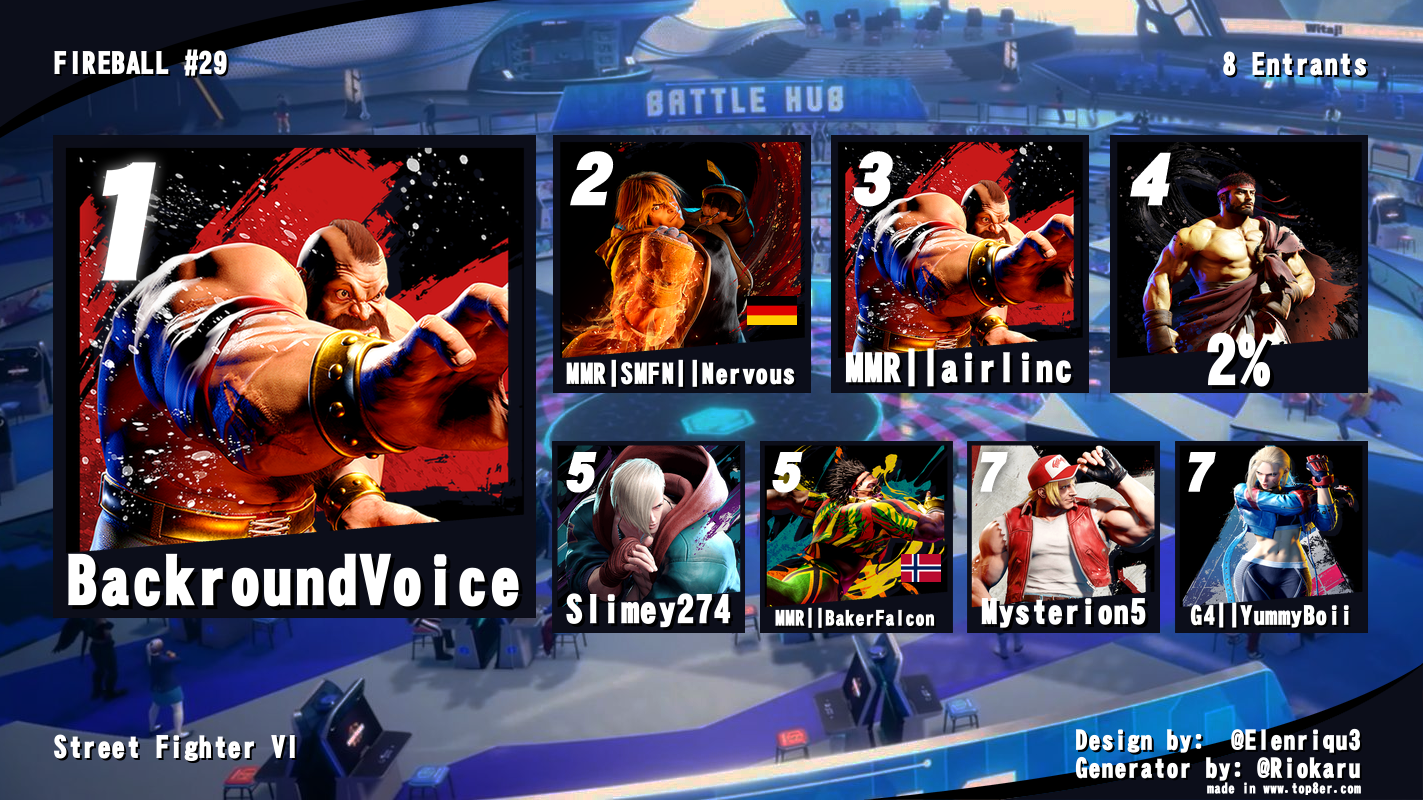 FIREBALL #29
8 Entrants
Witaj!
BATTLE HUB
1
BackroundVoice
2
MMR|SMFN||Nervous
3
MMR||airlinc
4
2%
5
Slimey274
5
MMR||BakerFalcon
7
Mysterion5
7
G4||YummyBoii
Street Fighter VI
Design by: @Elenriqu3
Generator by: @Riokaru
made in www.top8er.com